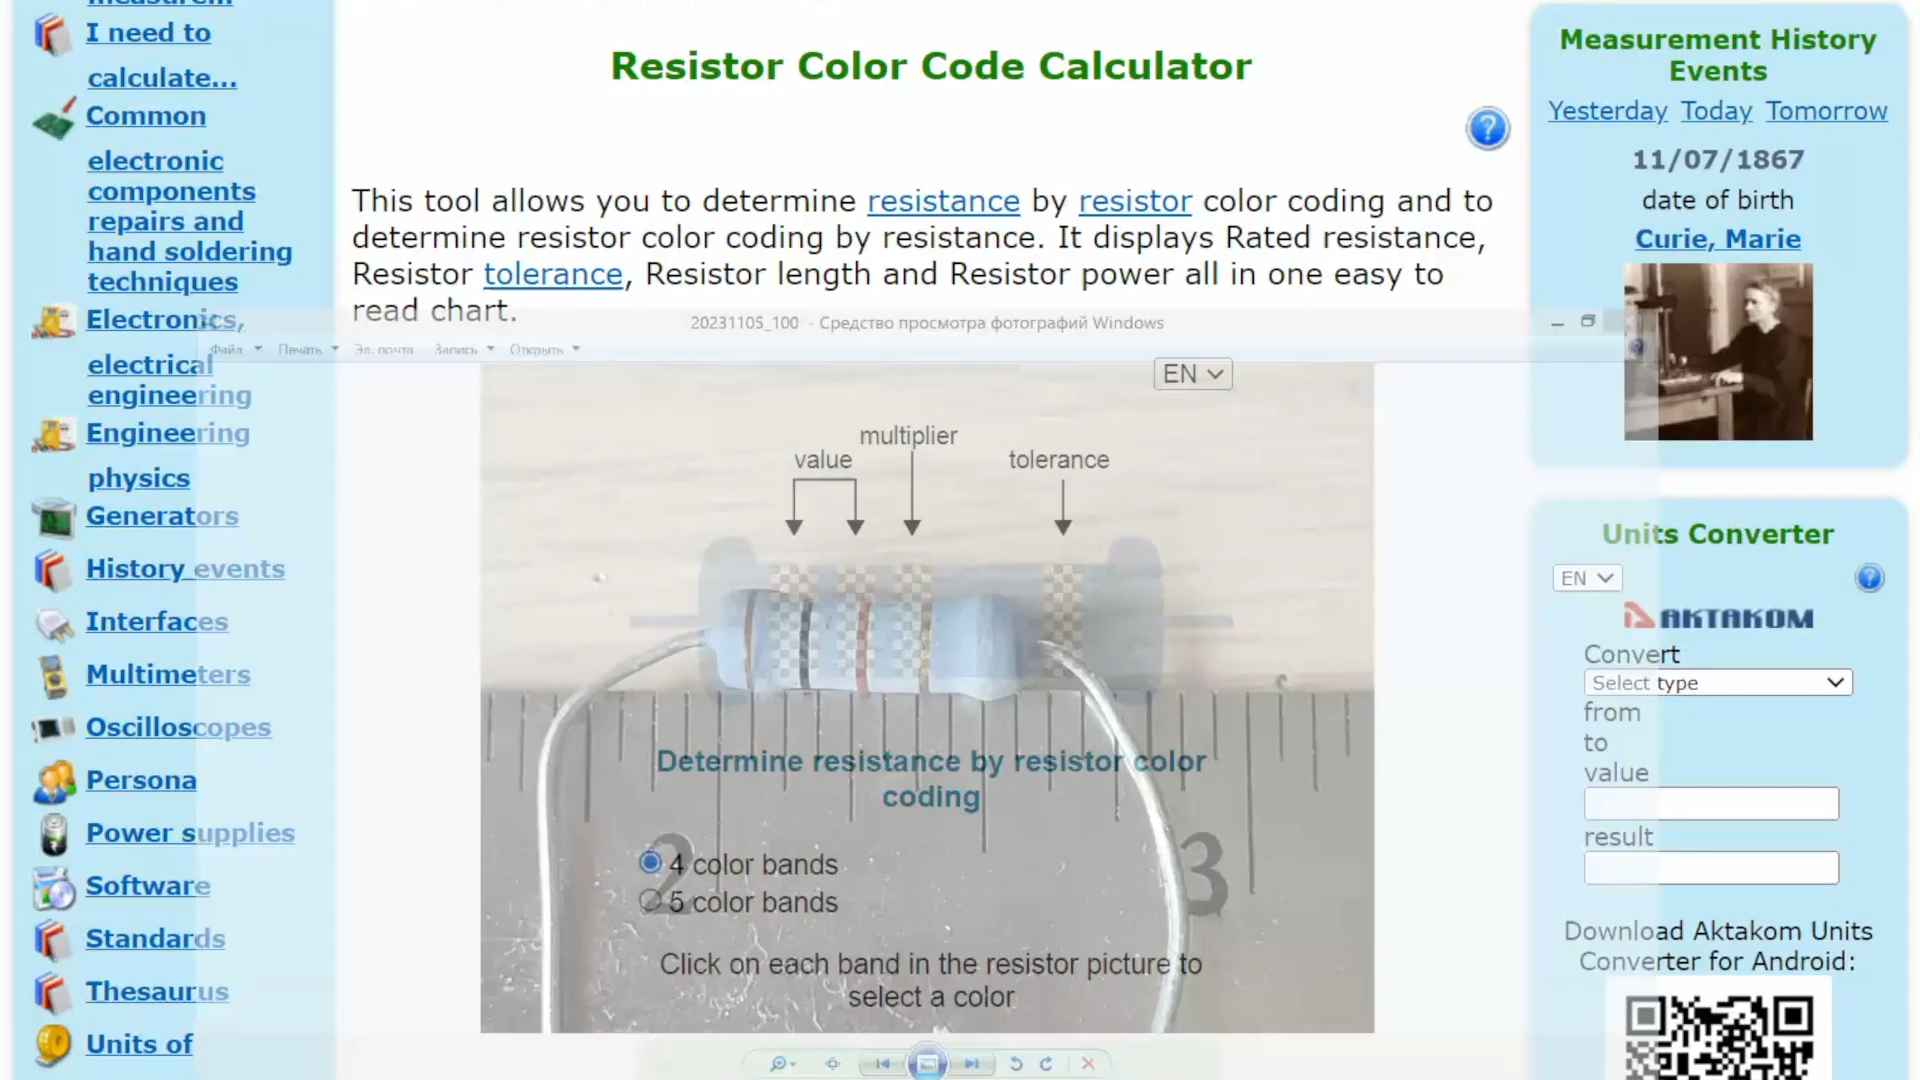 measurem...
I need to
calculate...
Common
electronic
components
repairs and
hand soldering
techniques
Electronics,
electrical
engineering
Engineering
physics
Generators
History events
Interfaces
Multimeters
Oscilloscopes
Persona
Power supplies
Software
Standards
Thesaurus
Units of
Resistor Color Code Calculator
This tool allows you to determine resistance by resistor color coding and to
determine resistor color coding by resistance. It displays Rated resistance,
Resistor tolerance, Resistor length and Resistor power all in one easy to
read chart.
20231105_100 - Средство просмотра фотографий Windows
Файл Печать Эл. почта Запись Открыть
EN
multiplier
value tolerance
Determine resistance by resistor color
coding
2 3
4 color bands
5 color bands
Click on each band in the resistor picture to
select a color
Measurement History
Events
Yesterday Today Tomorrow
11/07/1867
date of birth
Curie, Marie
Units Converter
EN
AKTAKOM
Convert
Select type
from
to
value
result
Download Aktakom Units
Converter for Android: